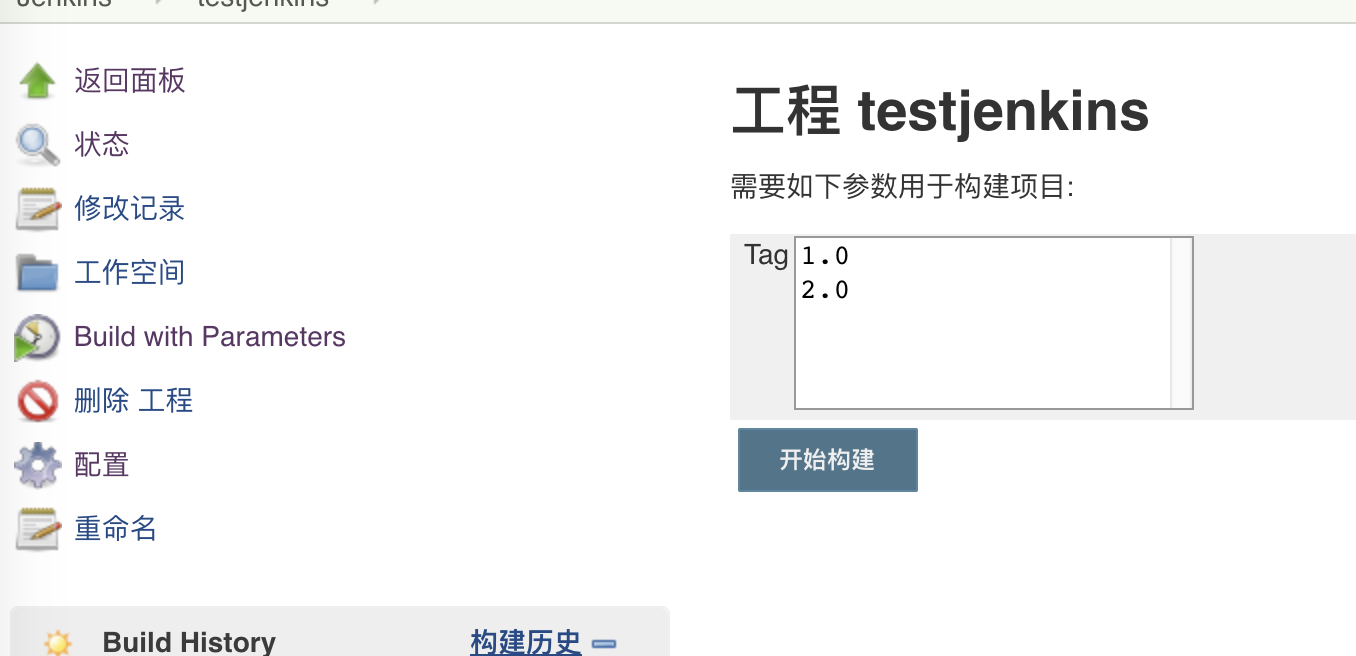 Jenkins testjenkins
返回面板
状态
修改记录
工作空间
Build with Parameters
删除 工程
配置
重命名
Build History 构建历史
工程 testjenkins
需要如下参数用于构建项目:
Tag 1.0
2.0
开始构建